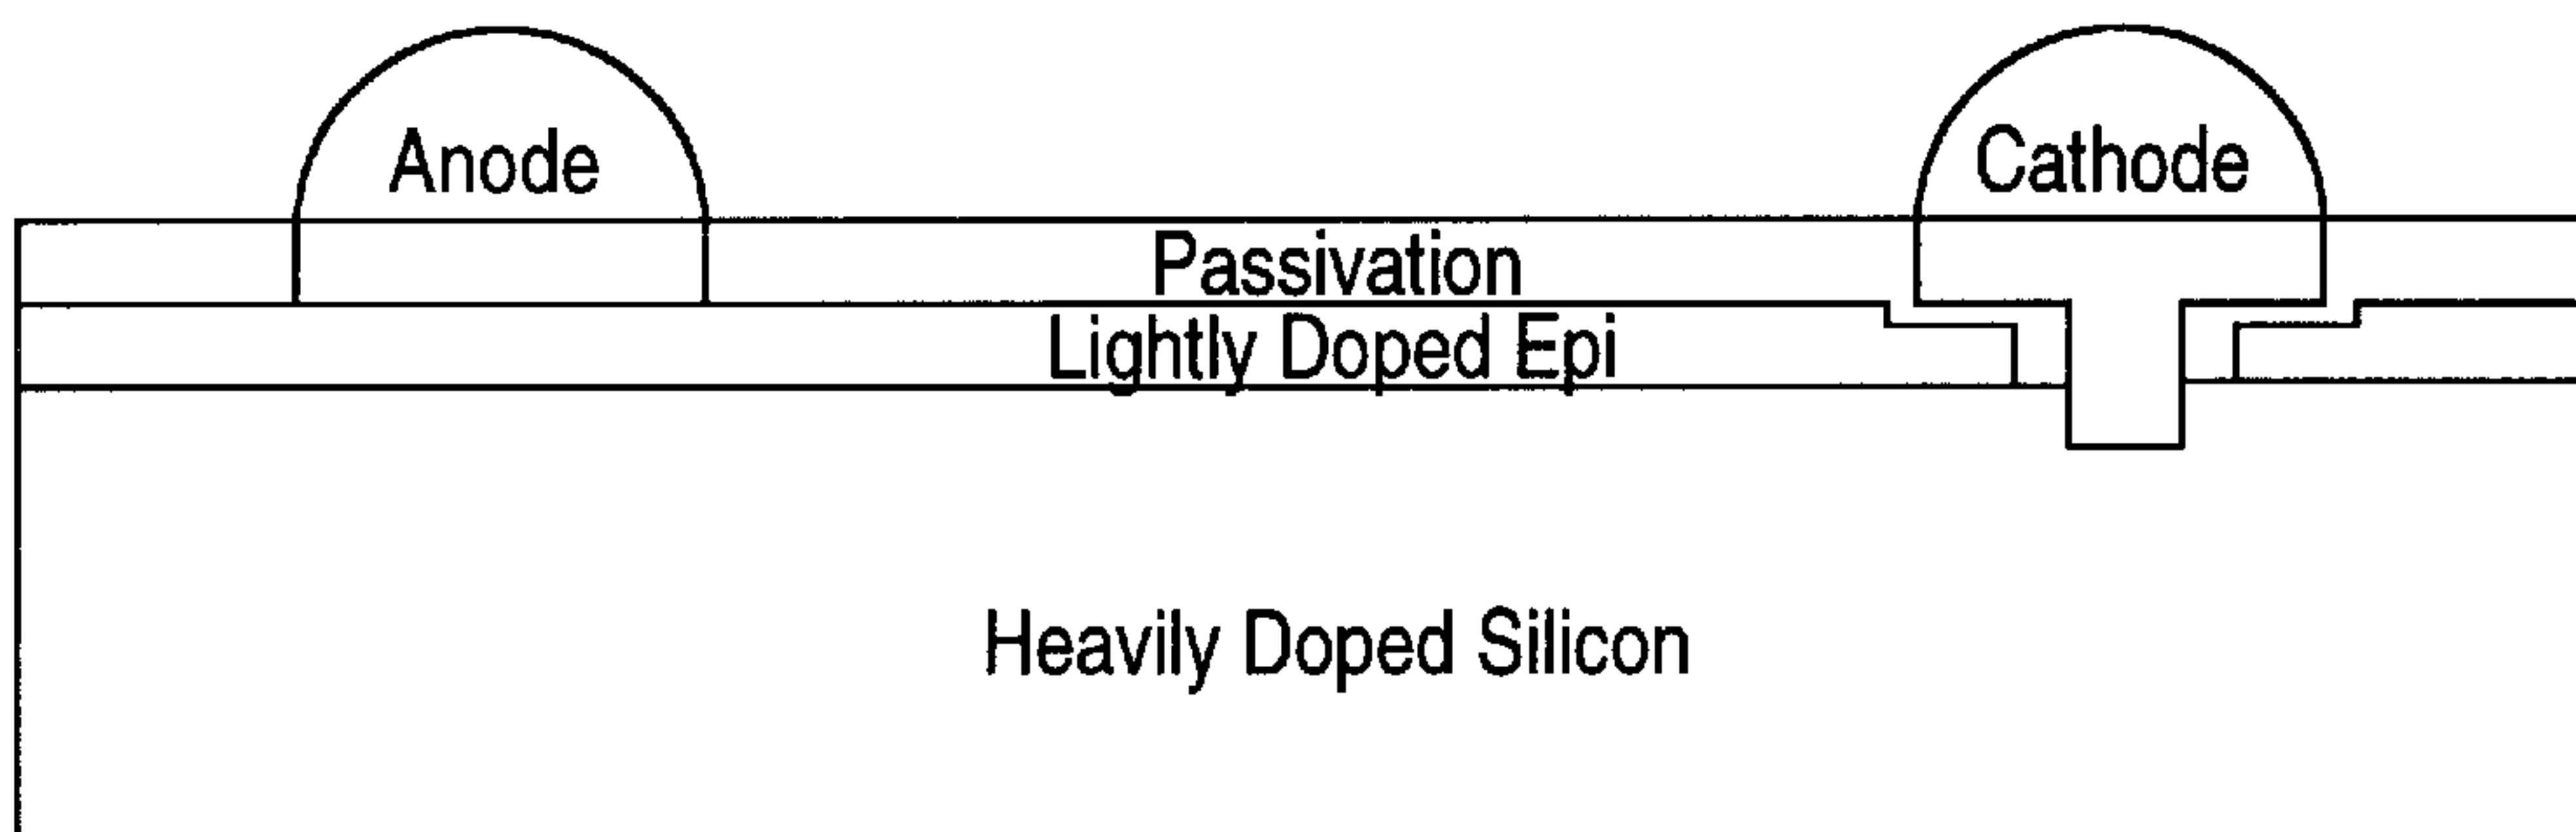 Anode
Cathode
Passivation
Lightly Doped Epi
Heavily Doped Silicon